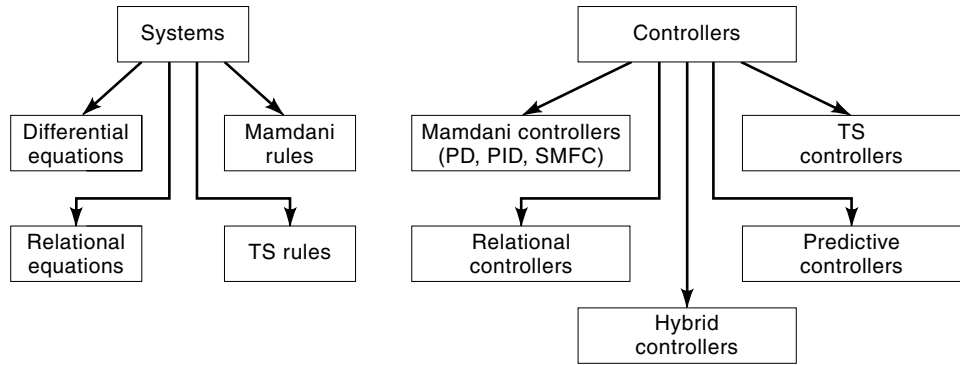 Systems
Differential
equations
Mamdani
rules
Relational
equations
TS rules
Controllers
Mamdani controllers
(PD, PID, SMFC)
TS
controllers
Relational
controllers
Predictive
controllers
Hybrid
controllers